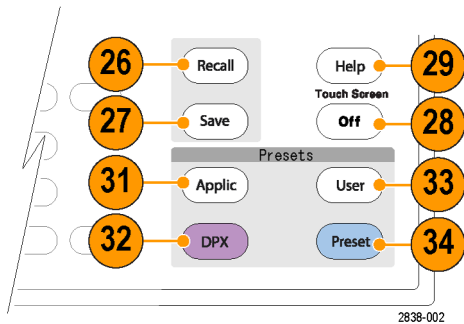 26 Recall Help 29
Touch Screen
27 Save Off 28
Presets
31 Applic User 33
32 DPX Preset 34
2838-002